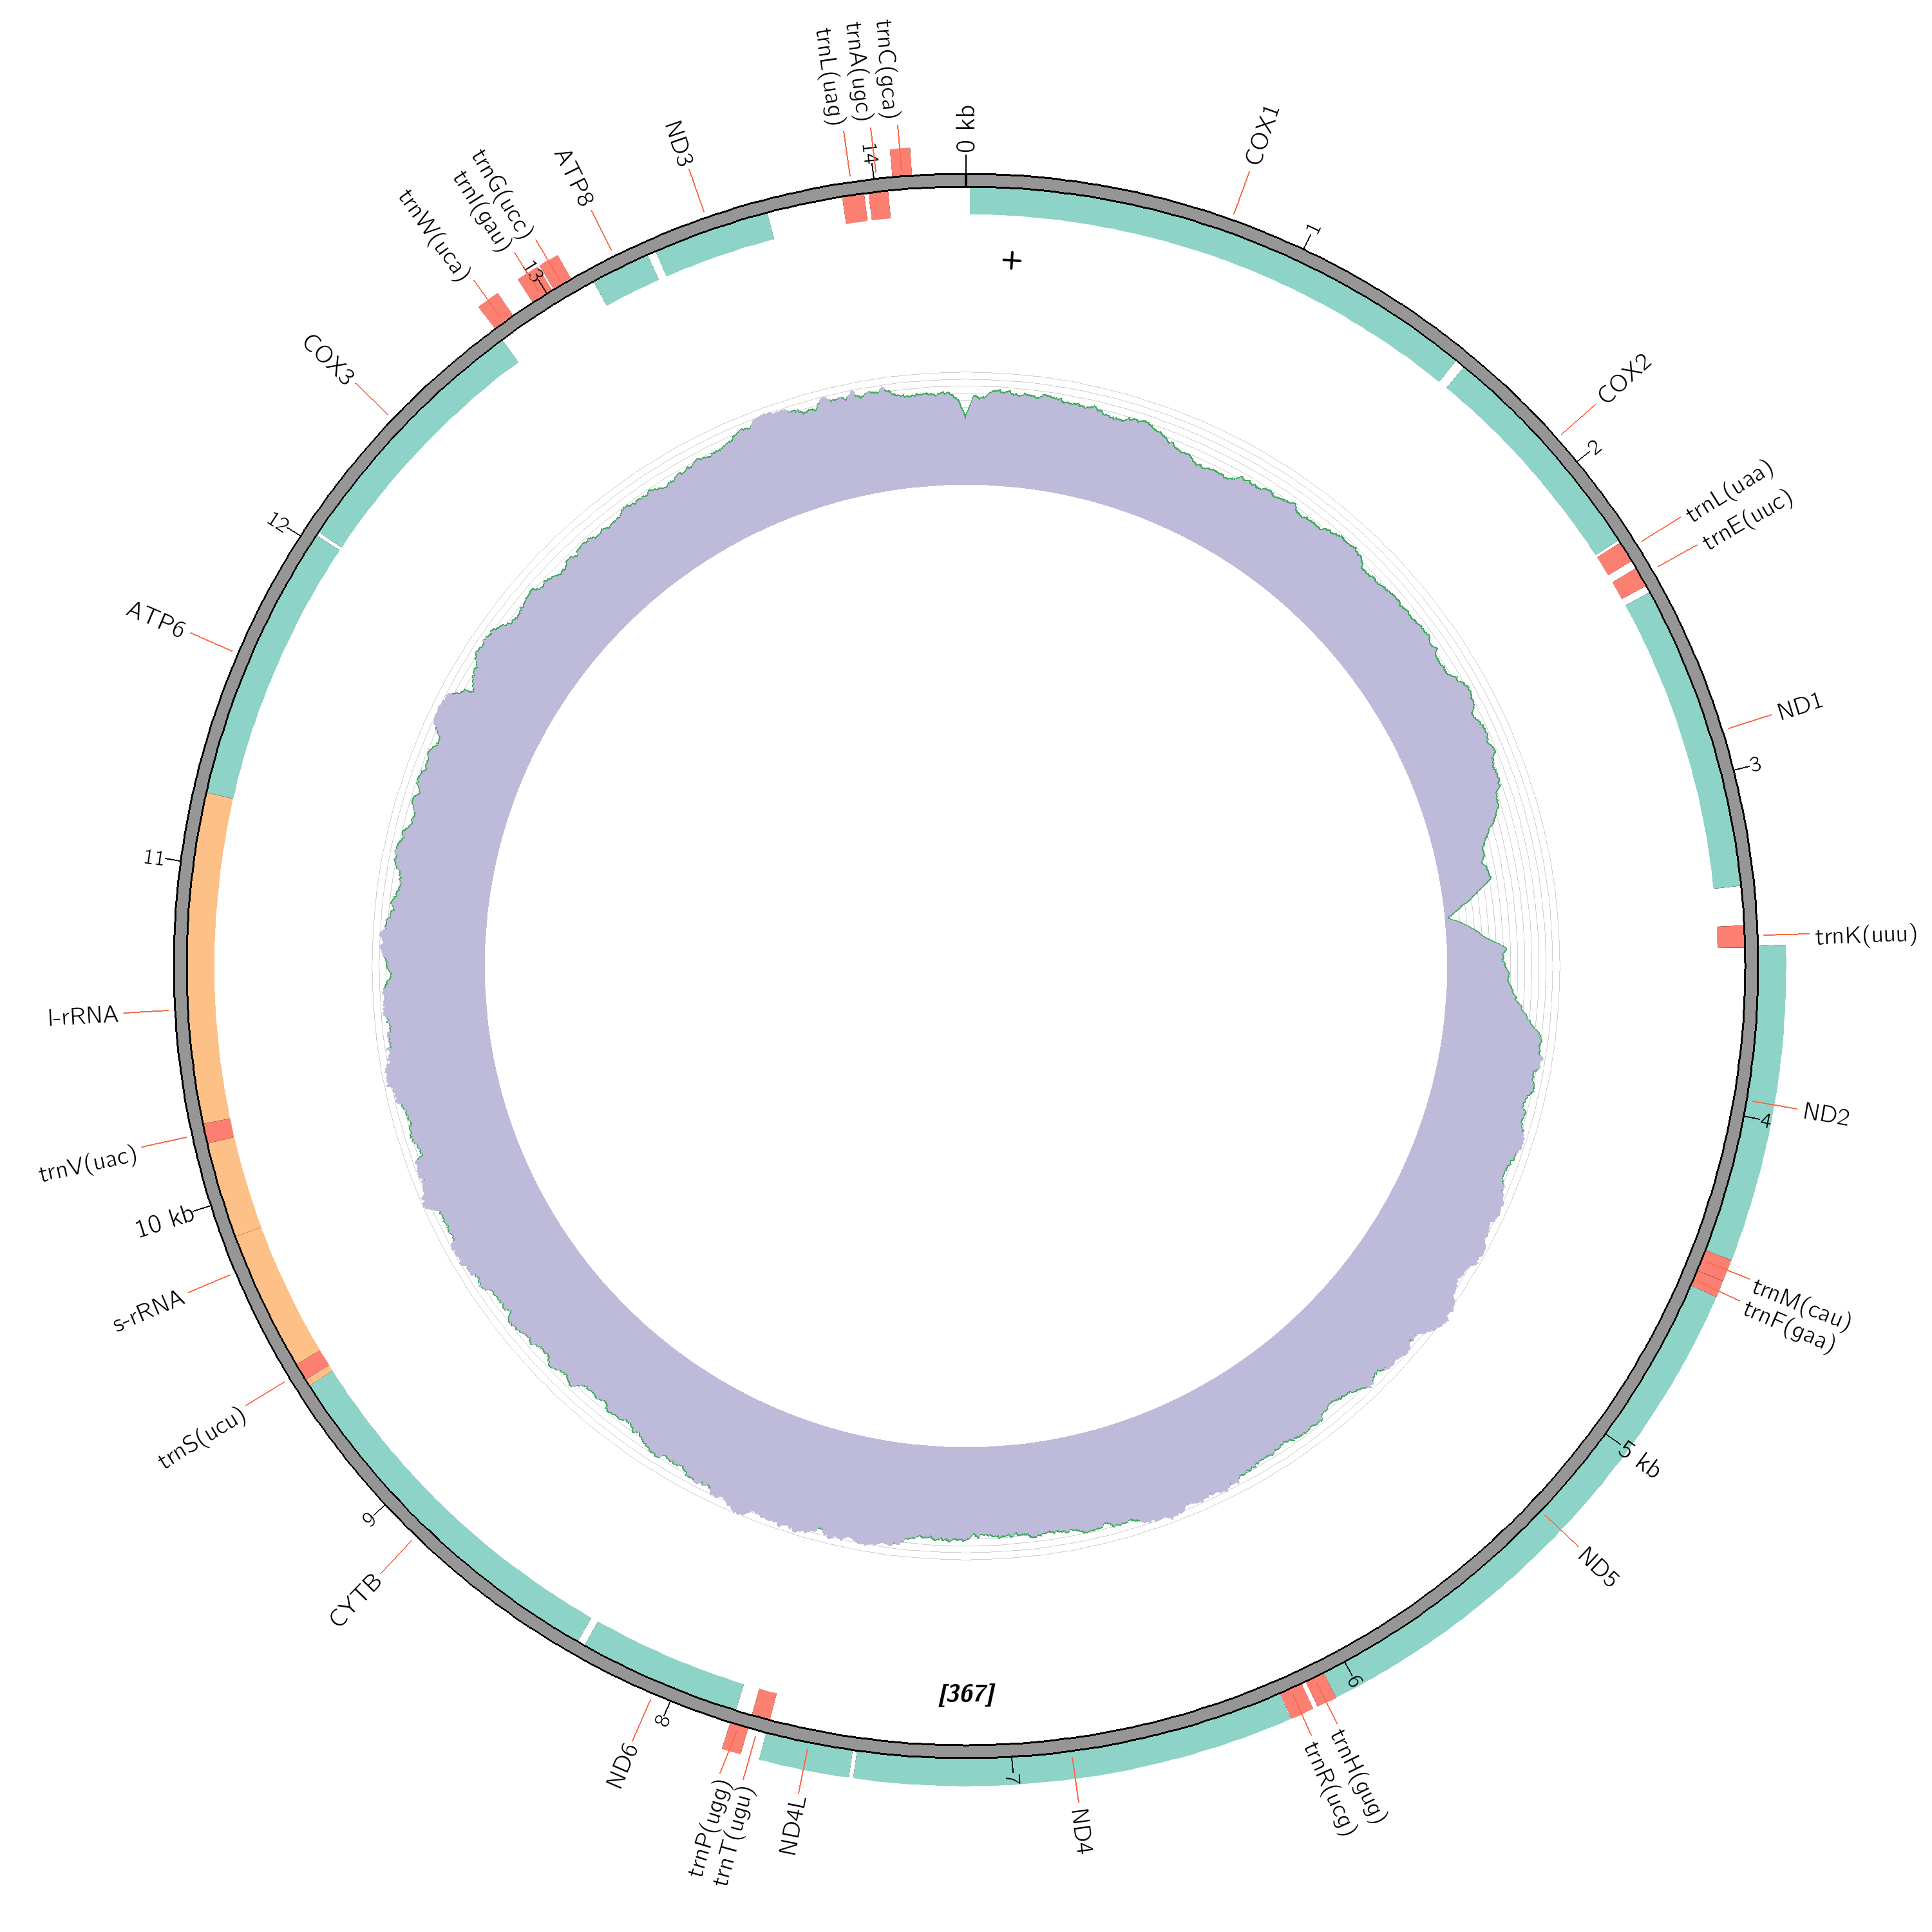 0 kb
COX1
1
COX2
2
trnL(uaa)
trnE(uuc)
ND1
3
trnK(uuu)
ND2
4
trnM(cau)
trnF(gaa)
5 kb
ND5
6
trnH(gug)
trnR(ucg)
ND4
7
ND4L
trnT(ugu)
trnP(ugg)
8
ND6
CYTB
9
trnS(ucu)
s-rRNA
10 kb
trnV(uac)
l-rRNA
11
ATP6
12
COX3
trnW(uca)
13
trnI(gau)
trnG(ucc)
ATP8
ND3
trnL(uag)
14
trnA(ugc)
trnC(gca)
+
[367]